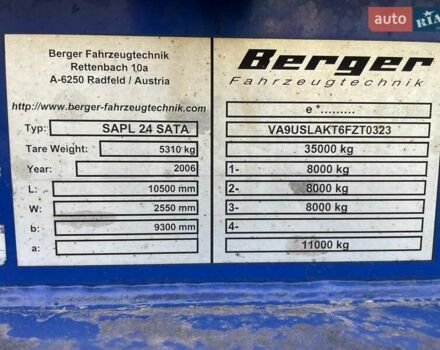 auto RIA
Berger Fahrzeugtechnik
Rettenbach 10a
A-6250 Radfeld / Austria
http://www.berger-fahrzeugtechnik.com
Typ: SAPL 24 SATA
Tare Weight: 5310 kg
Year: 2006
L: 10500 mm
W: 2550 mm
b: 9300 mm
a:
Berger
Fahrzeugtechnik
e *.........
VA9USLAKT6FZT0323
35000 kg
1- 8000 kg
2- 8000 kg
3- 8000 kg
4-
11000 kg